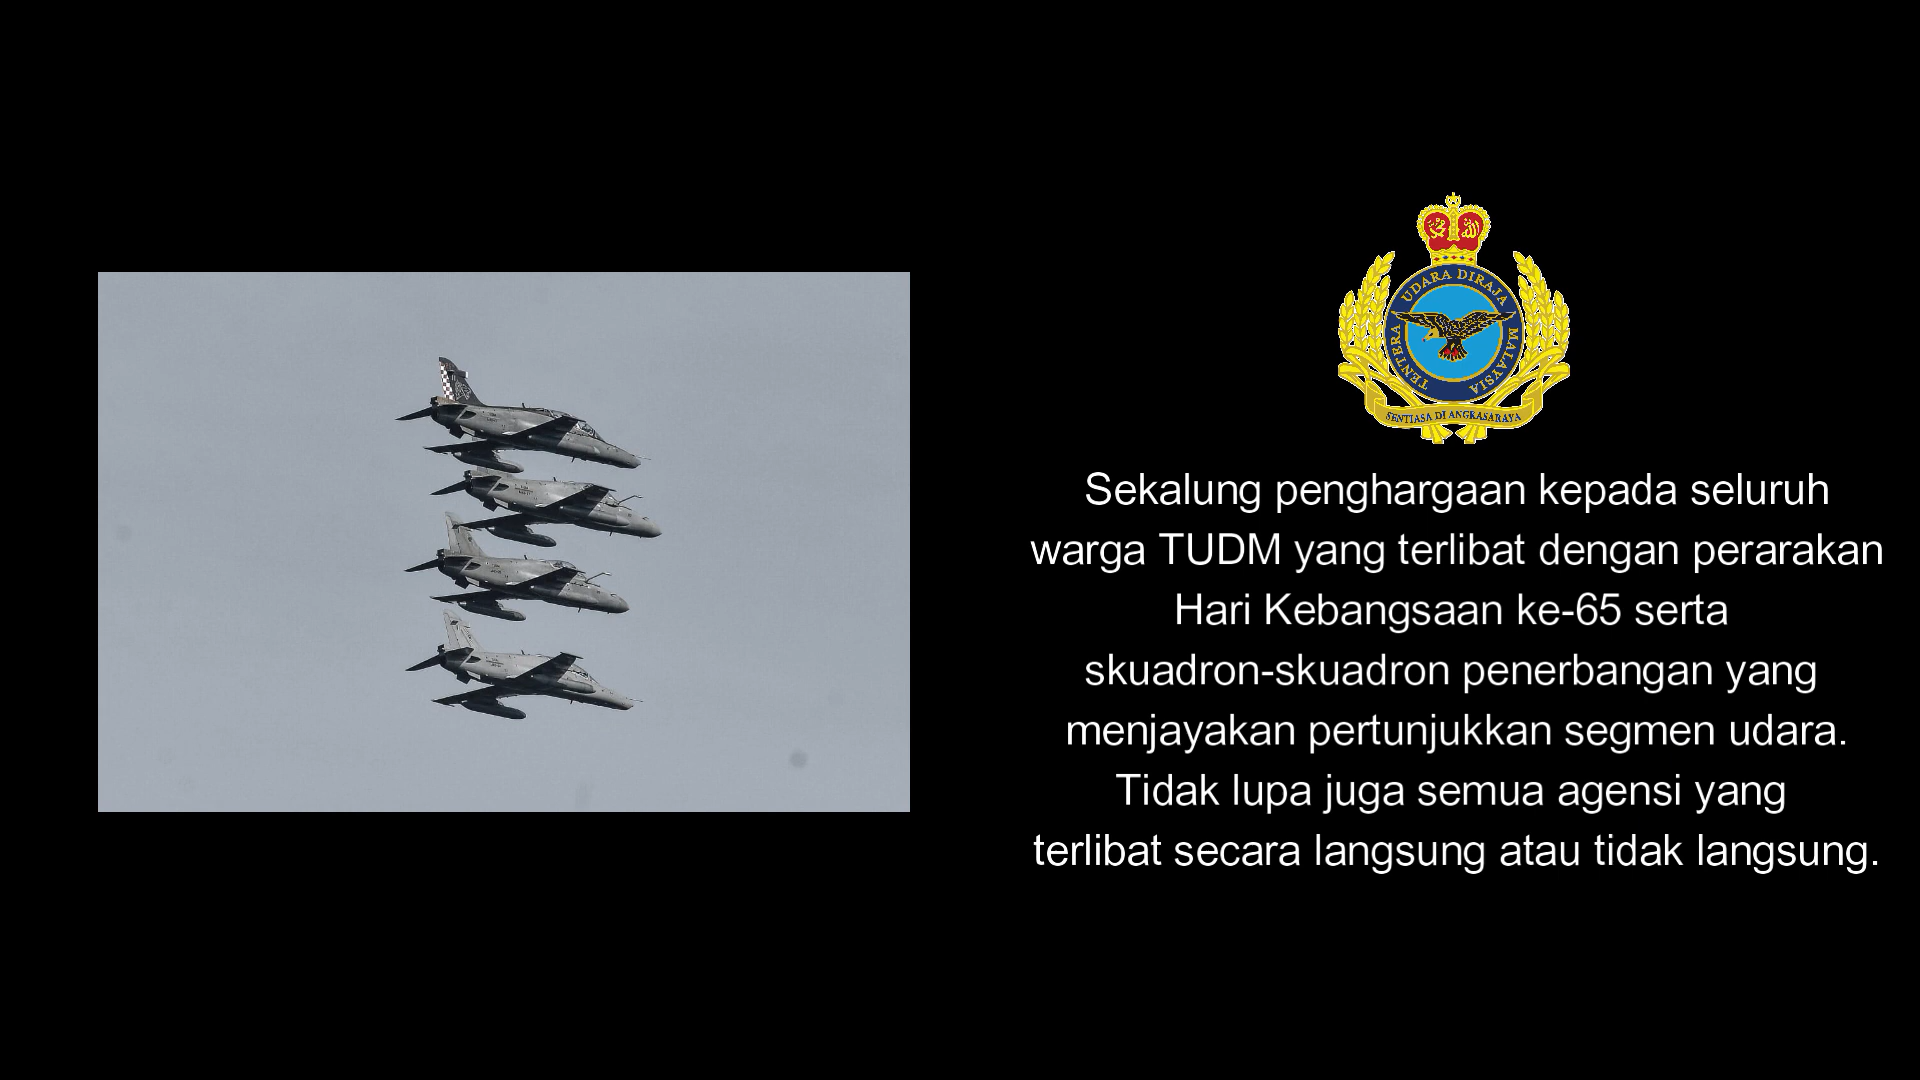 TENTERA UDARA DIRAJA MALAYSIA
SENTIASA DI ANGKASARAYA
Sekalung penghargaan kepada seluruh
warga TUDM yang terlibat dengan perarakan
Hari Kebangsaan ke-65 serta
skuadron-skuadron penerbangan yang
menjayakan pertunjukkan segmen udara.
Tidak lupa juga semua agensi yang
terlibat secara langsung atau tidak langsung.